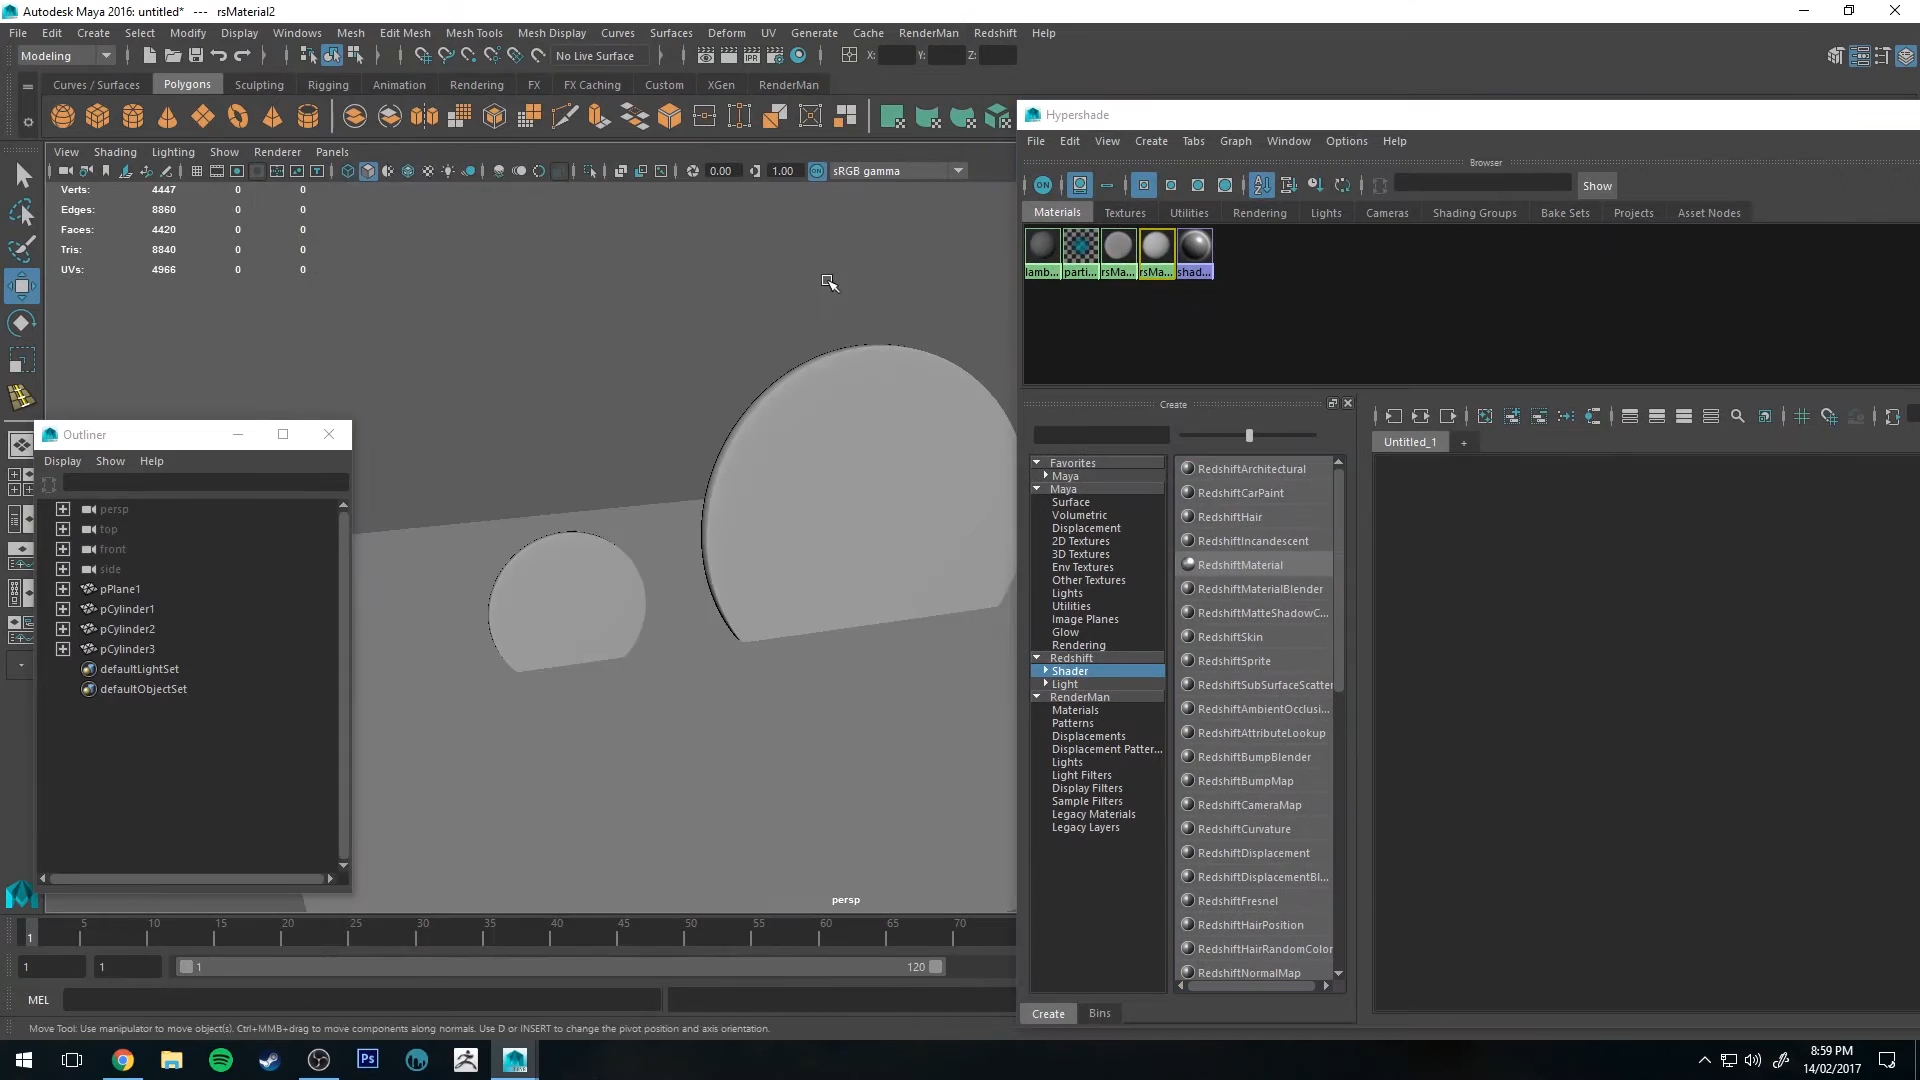 Autodesk Maya 2016: untitled* --- rsMaterial2
File Edit Create Select Modify Display Windows Mesh Edit Mesh Mesh Tools Mesh Display Curves Surfaces Deform UV Generate Cache RenderMan Redshift Help
Modeling No Live Surface X: Y: Z:
Curves / Surfaces Polygons Sculpting Rigging Animation Rendering FX FX Caching Custom XGen RenderMan
View Shading Lighting Show Renderer Panels
0.00 1.00 ON sRGB gamma
Verts: 4447 0 0
Edges: 8860 0 0
Faces: 4420 0 0
Tris: 8840 0 0
UVs: 4966 0 0
persp
Outliner
Display Show Help
persp
top
front
side
pPlane1
pCylinder1
pCylinder2
pCylinder3
defaultLightSet
defaultObjectSet
Hypershade
File Edit View Create Tabs Graph Window Options Help
Browser
ON Show
Materials Textures Utilities Rendering Lights Cameras Shading Groups Bake Sets Projects Asset Nodes
lamb... parti... rsMa... rsMa... shad...
Create
Favorites
Maya
Maya
Surface
Volumetric
Displacement
2D Textures
3D Textures
Env Textures
Other Textures
Lights
Utilities
Image Planes
Glow
Rendering
Redshift
Shader
Light
RenderMan
Materials
Patterns
Displacements
Displacement Patter...
Lights
Light Filters
Display Filters
Sample Filters
Legacy Materials
Legacy Layers
RedshiftArchitectural
RedshiftCarPaint
RedshiftHair
RedshiftIncandescent
RedshiftMaterial
RedshiftMaterialBlender
RedshiftMatteShadowC...
RedshiftSkin
RedshiftSprite
RedshiftSubSurfaceScatter
RedshiftAmbientOcclusi...
RedshiftAttributeLookup
RedshiftBumpBlender
RedshiftBumpMap
RedshiftCameraMap
RedshiftCurvature
RedshiftDisplacement
RedshiftDisplacementBl...
RedshiftFresnel
RedshiftHairPosition
RedshiftHairRandomColor
RedshiftNormalMap
Create Bins
Untitled_1 +
5 10 15 20 25 30 35 40 45 50 55 60 65 70
1
1 1 1 120
MEL
Move Tool: Use manipulator to move object(s). Ctrl+MMB+drag to move components along normals. Use D or INSERT to change the pivot position and axis orientation.
Ps
8:59 PM
14/02/2017